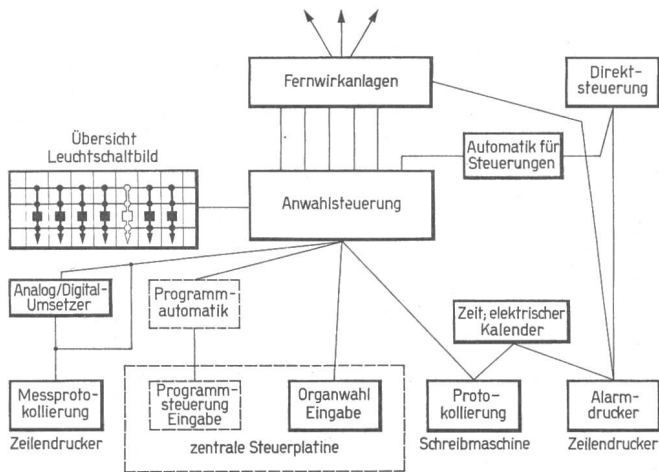 Fernwirkanlagen
Direkt-
steuerung
Übersicht
Leuchtschaltbild
Automatik für
Steuerungen
Anwahlsteuerung
Analog/Digital-
Umsetzer
Programm-
automatik
Zeit; elektrischer
Kalender
Messproto-
kollierung
Zeilendrucker
Programm-
steuerung
Eingabe
Organwahl
Eingabe
zentrale Steuerplatine
Proto-
kollierung
Schreibmaschine
Alarm-
drucker
Zeilendrucker